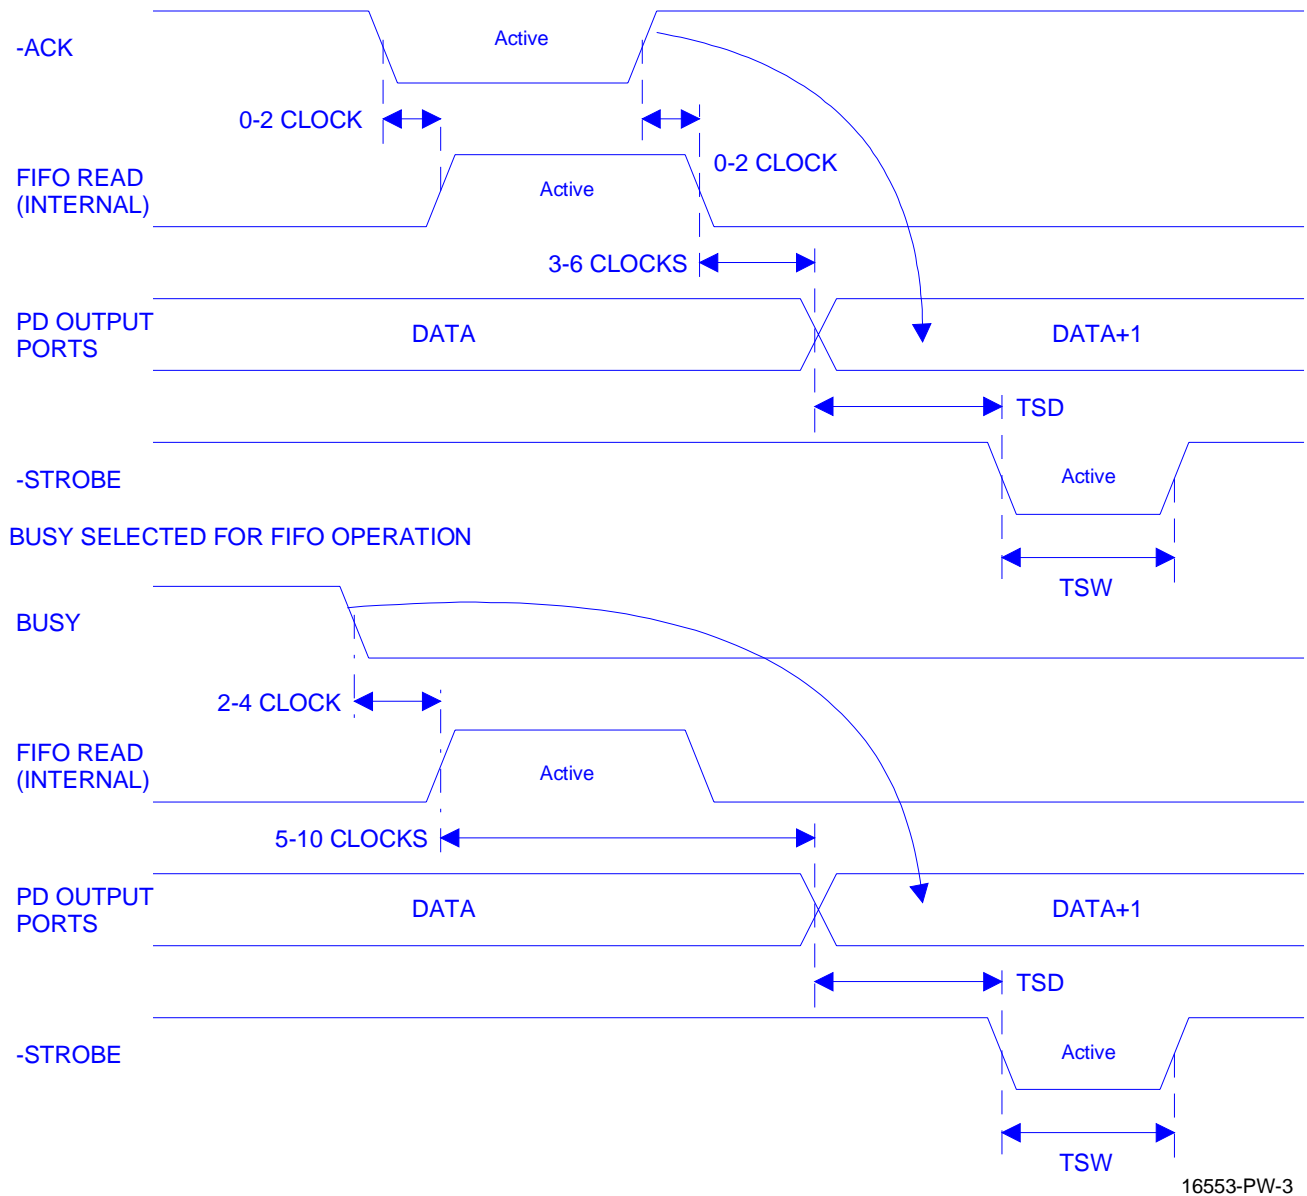 -ACK
Active
0-2 CLOCK
0-2 CLOCK
FIFO READ
(INTERNAL)
Active
3-6 CLOCKS
PD OUTPUT
PORTS
DATA
DATA+1
TSD
-STROBE
Active
TSW
BUSY SELECTED FOR FIFO OPERATION
BUSY
2-4 CLOCK
FIFO READ
(INTERNAL)
Active
5-10 CLOCKS
PD OUTPUT
PORTS
DATA
DATA+1
TSD
-STROBE
Active
TSW
16553-PW-3